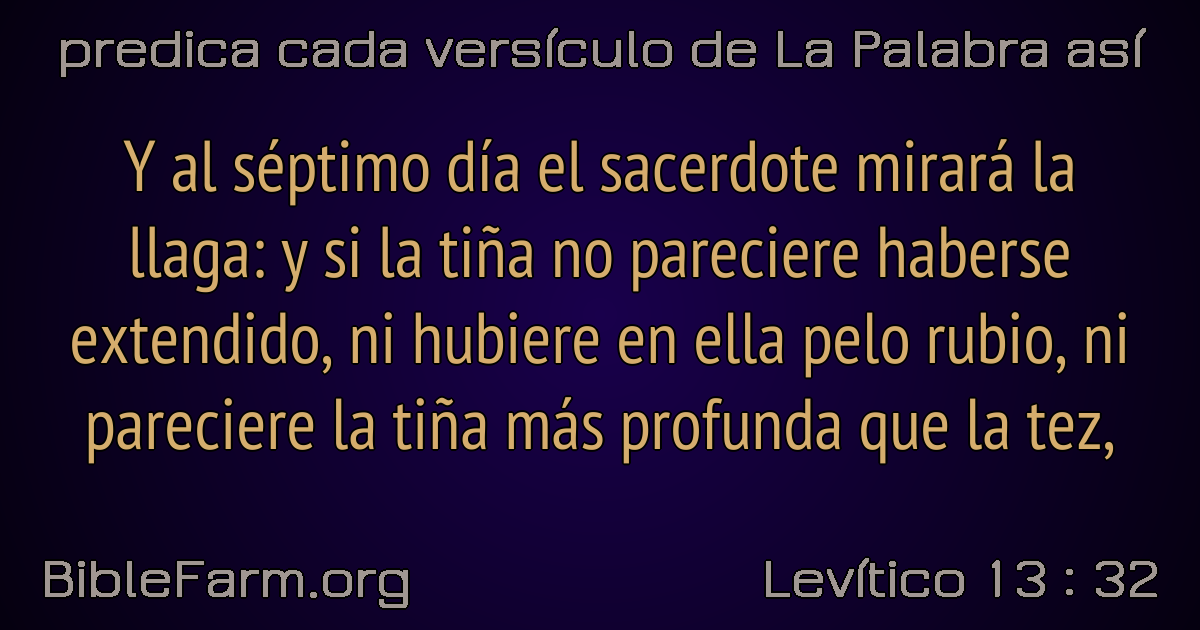 predica cada versículo de La Palabra así
Y al séptimo día el sacerdote mirará la
llaga: y si la tiña no pareciere haberse
extendido, ni hubiere en ella pelo rubio, ni
pareciere la tiña más profunda que la tez,
BibleFarm.org
Levítico 13 : 32